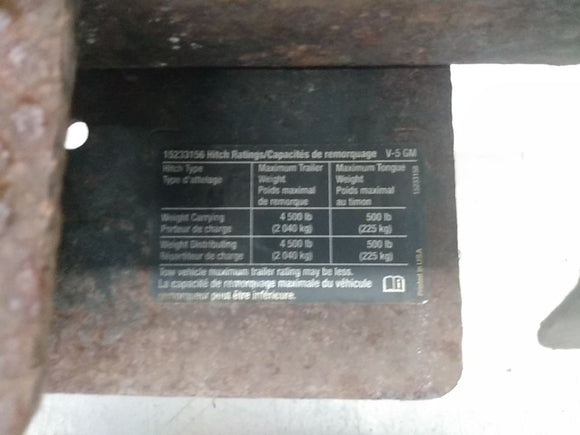 15233156 Hitch Ratings/Capacités de remorquage V-5 GM
Hitch Type
Type d'attelage
Maximum Trailer
Weight
Poids maximal
de remorque
Maximum Tongue
Weight
Poids maximal
au timon
Weight Carrying
Porteur de charge
4 500 lb
(2 040 kg)
500 lb
(225 kg)
Weight Distributing
Répartiteur de charge
4 500 lb
(2 040 kg)
500 lb
(225 kg)
Tow vehicle maximum trailer rating may be less.
La capacité de remorquage maximale du véhicule
remorqueur peut être inférieure.
15233156
Printed in USA